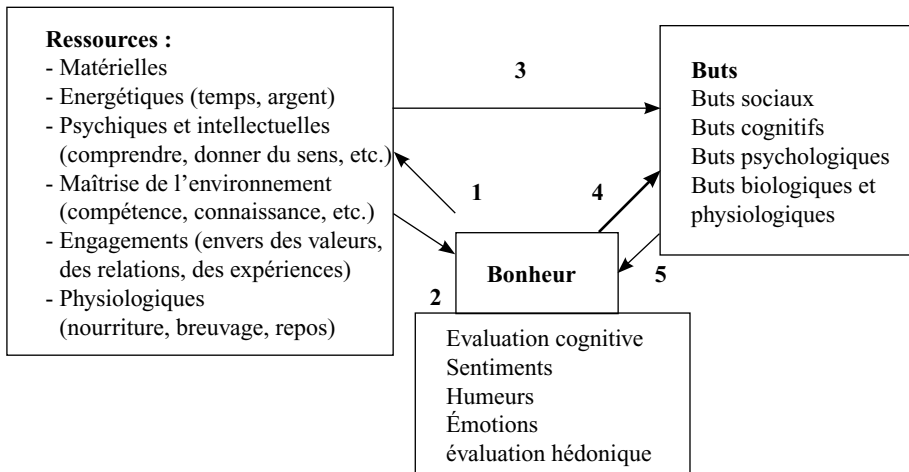 Ressources :
- Matérielles
- Energétiques (temps, argent)
- Psychiques et intellectuelles
(comprendre, donner du sens, etc.)
- Maîtrise de l’environnement
(compétence, connaissance, etc.)
- Engagements (envers des valeurs,
des relations, des expériences)
- Physiologiques
(nourriture, breuvage, repos)
3
Buts
Buts sociaux
Buts cognitifs
Buts psychologiques
Buts biologiques et
physiologiques
1
4
2
5
Bonheur
Evaluation cognitive
Sentiments
Humeurs
Émotions
évaluation hédonique